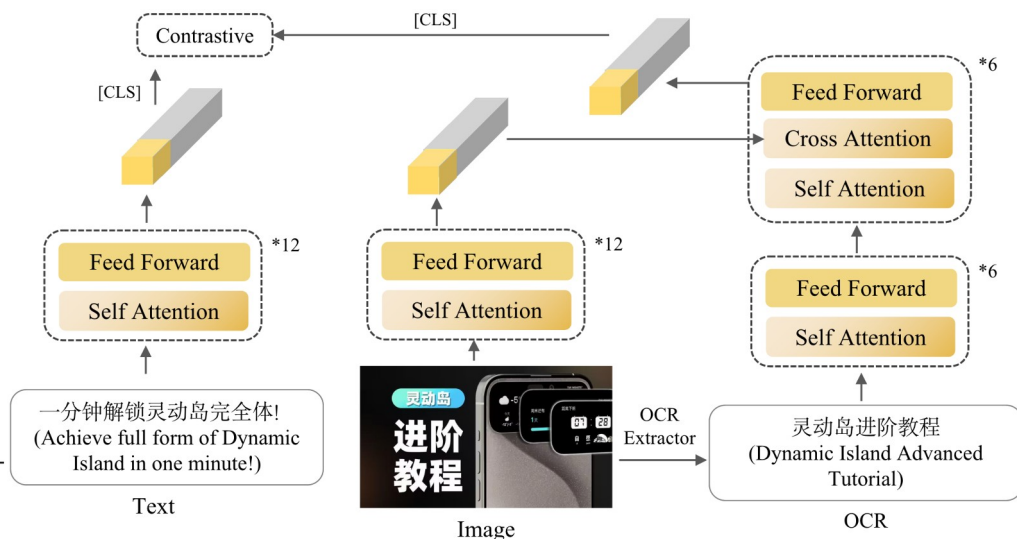 [CLS]
Contrastive
[CLS]
*6
Feed Forward
Cross Attention
Self Attention
*12
Feed Forward
Self Attention
*12
Feed Forward
Self Attention
*6
Feed Forward
Self Attention
一分钟解锁灵动岛完全体!
(Achieve full form of Dynamic
Island in one minute!)
Text
灵动岛
进阶
教程
07:28
Image
OCR
Extractor
灵动岛进阶教程
(Dynamic Island Advanced
Tutorial)
OCR